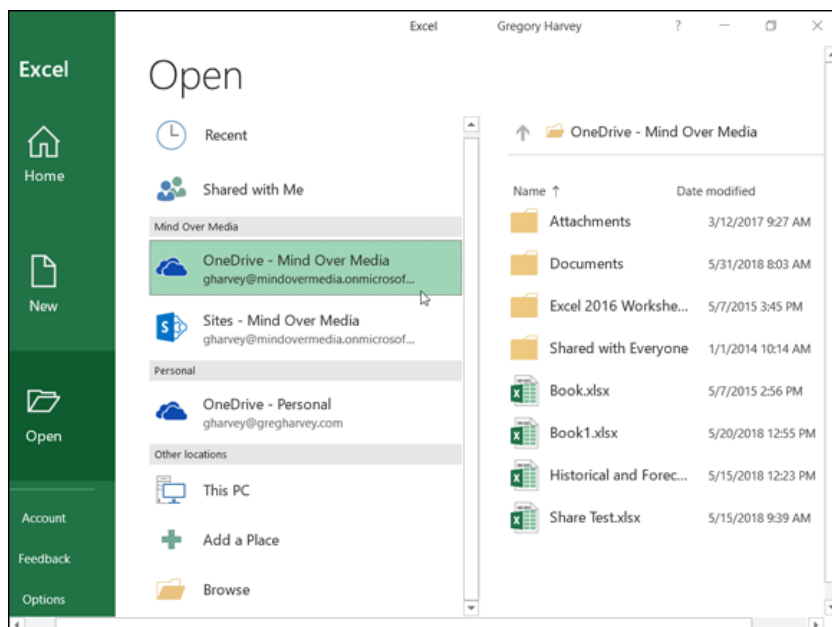 Excel
Gregory Harvey
?
Excel
Home
New
Open
Account
Feedback
Options
Open
Recent
Shared with Me
Mind Over Media
OneDrive - Mind Over Media
gharvey@mindovermedia.onmicrosof...
Sites - Mind Over Media
gharvey@mindovermedia.onmicrosof...
Personal
OneDrive - Personal
gharvey@gregharvey.com
Other locations
This PC
Add a Place
Browse
OneDrive - Mind Over Media
Name ↑ Date modified
Attachments 3/12/2017 9:27 AM
Documents 5/31/2018 8:03 AM
Excel 2016 Workshe... 5/7/2015 3:45 PM
Shared with Everyone 1/1/2014 10:14 AM
Book.xlsx 5/7/2015 2:56 PM
Book1.xlsx 5/20/2018 12:55 PM
Historical and Forec... 5/15/2018 12:23 PM
Share Test.xlsx 5/15/2018 9:39 AM